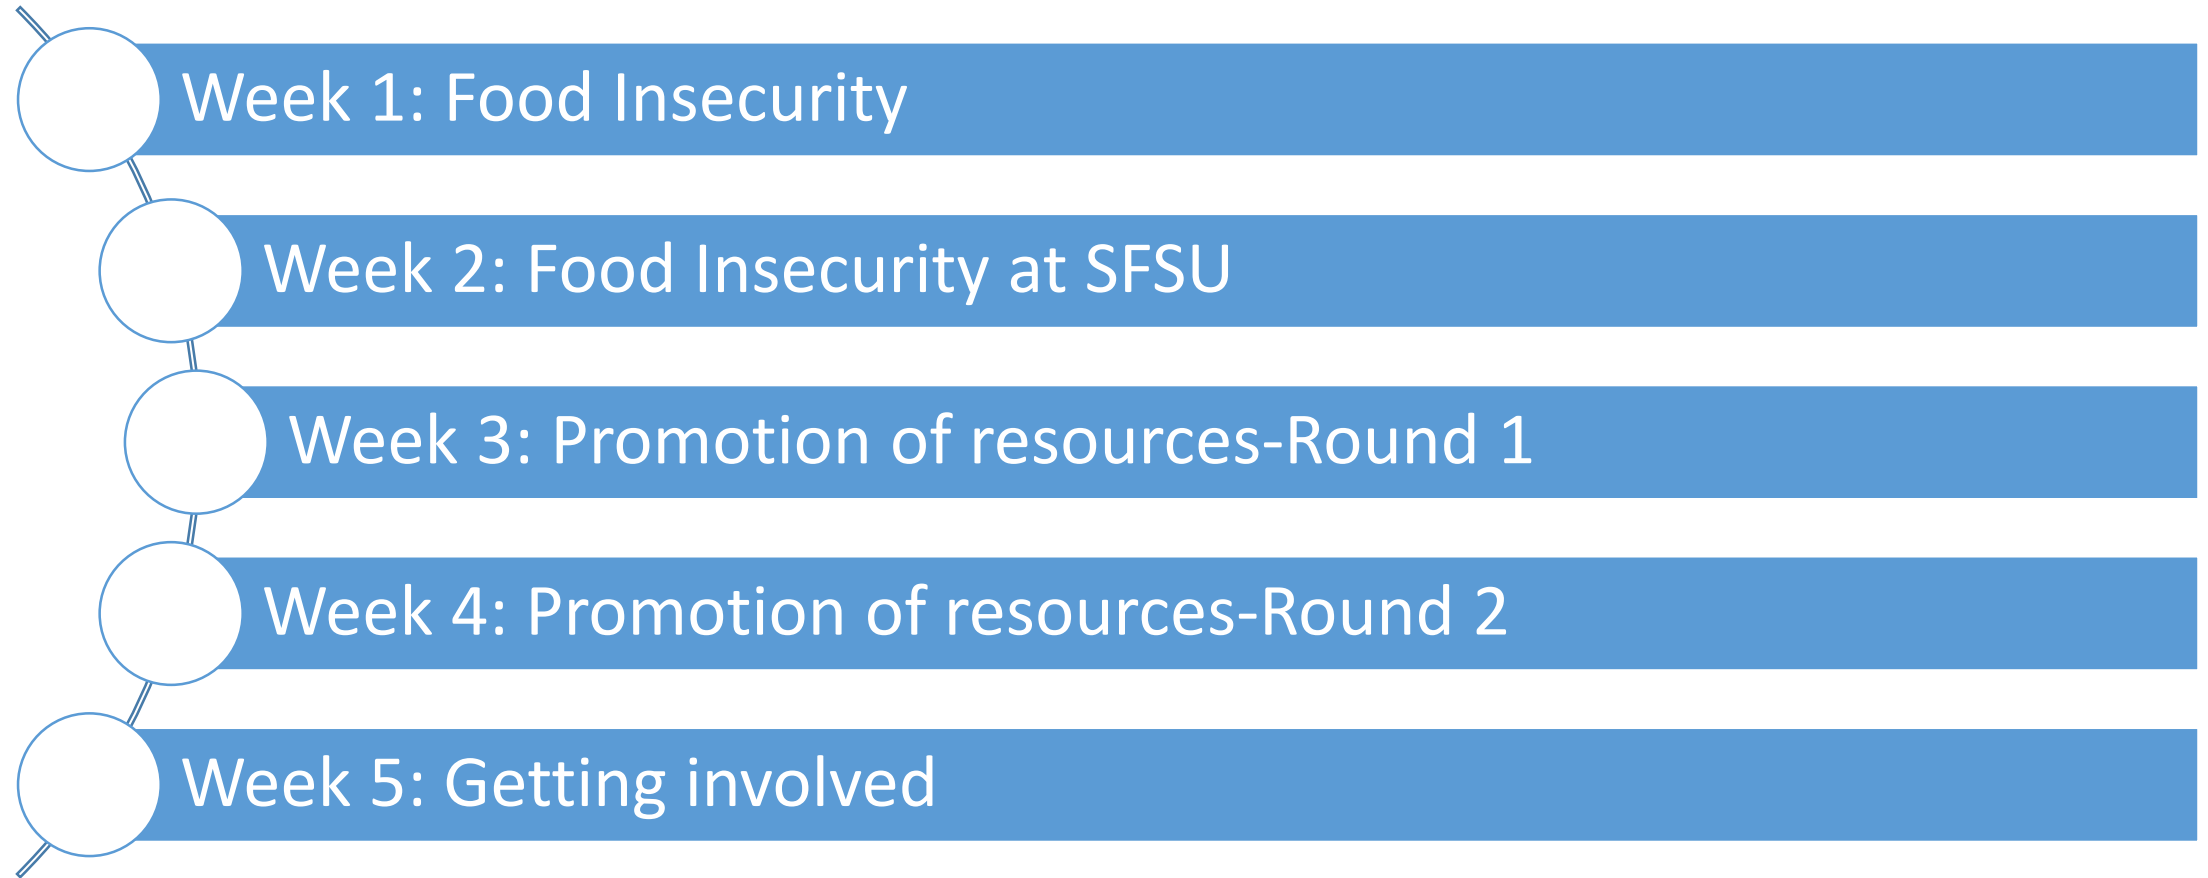 Week 1: Food Insecurity
Week 2: Food Insecurity at SFSU
Week 3: Promotion of resources-Round 1
Week 4: Promotion of resources-Round 2
Week 5: Getting involved